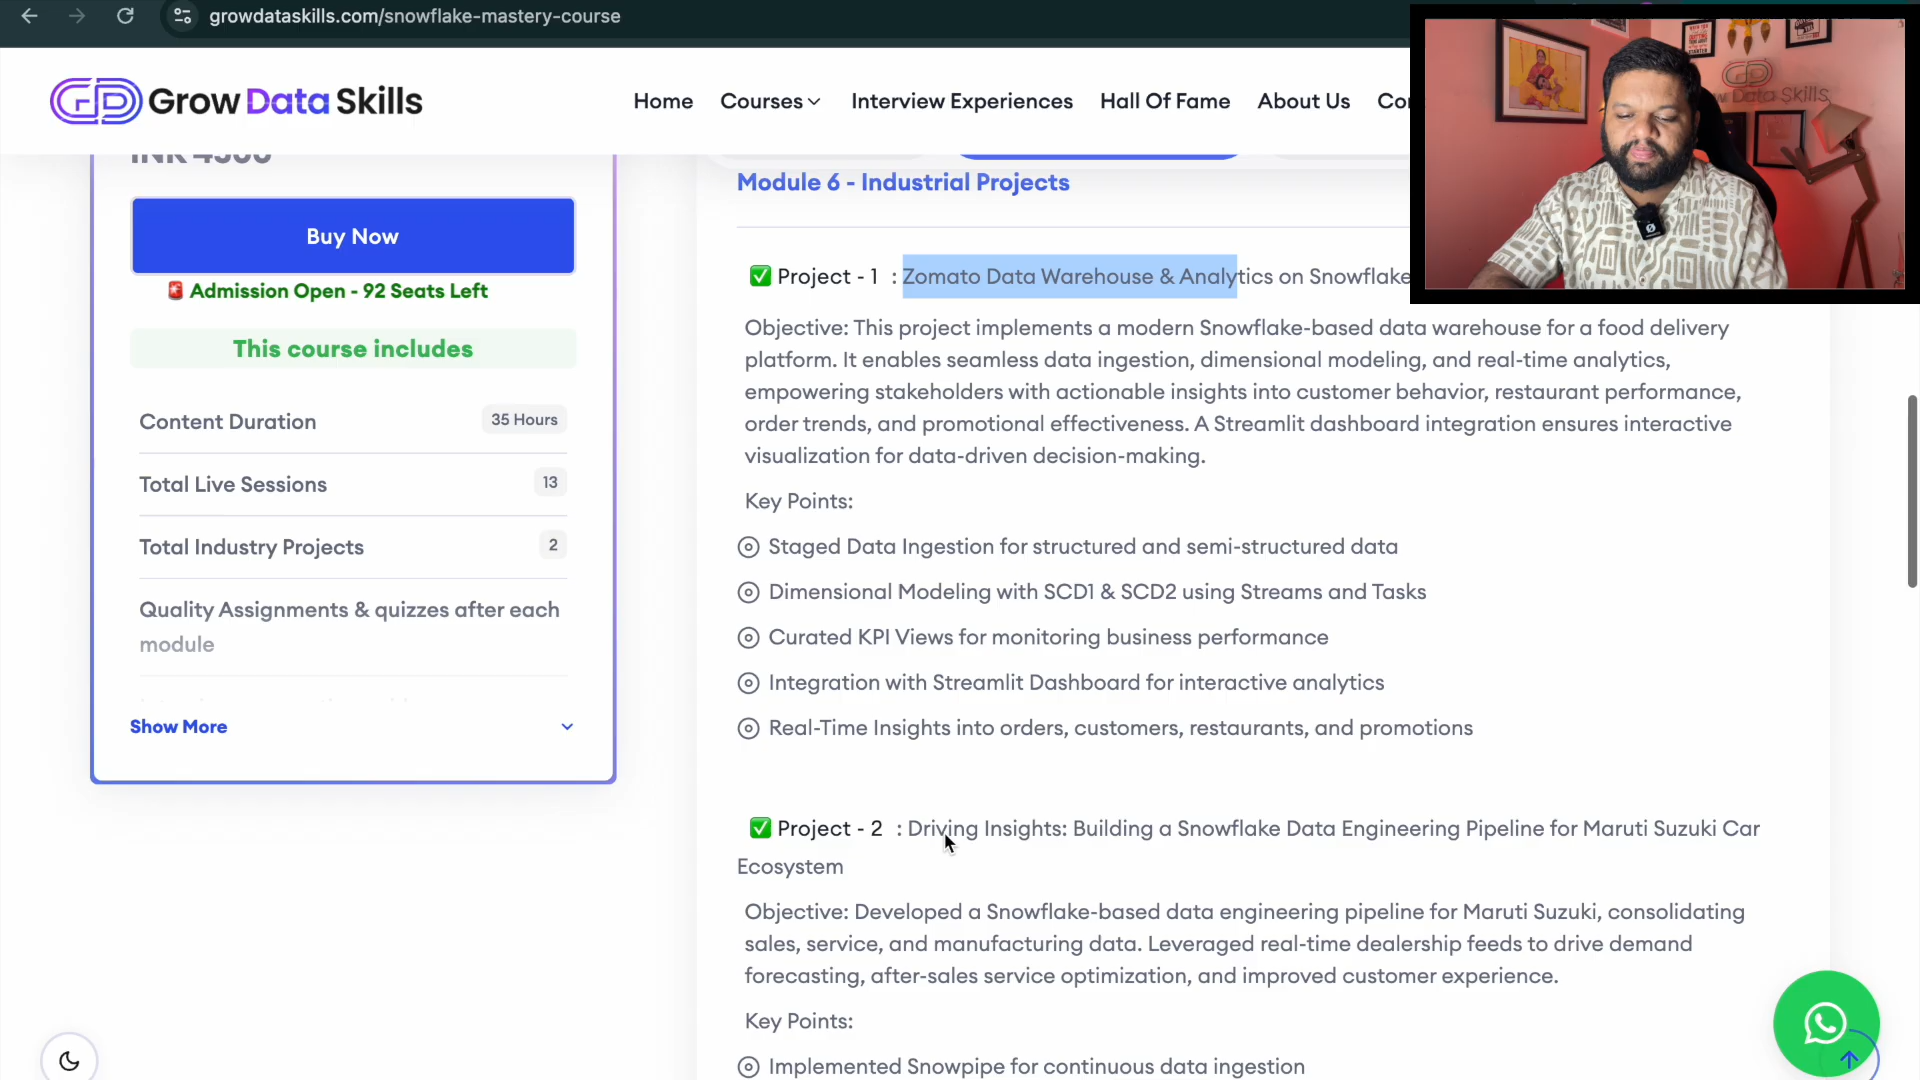 growdataskills.com/snowflake-mastery-course
Grow Data Skills
Home
Courses
Interview Experiences
Hall Of Fame
About Us
Buy Now
🚨 Admission Open - 92 Seats Left
This course includes
Content Duration
35 Hours
Total Live Sessions
13
Total Industry Projects
2
Quality Assignments & quizzes after each
module
Show More
Module 6 - Industrial Projects
✅ Project - 1 : Zomato Data Warehouse & Analytics on Snowflake
Objective: This project implements a modern Snowflake-based data warehouse for a food delivery
platform. It enables seamless data ingestion, dimensional modeling, and real-time analytics,
empowering stakeholders with actionable insights into customer behavior, restaurant performance,
order trends, and promotional effectiveness. A Streamlit dashboard integration ensures interactive
visualization for data-driven decision-making.
Key Points:
Staged Data Ingestion for structured and semi-structured data
Dimensional Modeling with SCD1 & SCD2 using Streams and Tasks
Curated KPI Views for monitoring business performance
Integration with Streamlit Dashboard for interactive analytics
Real-Time Insights into orders, customers, restaurants, and promotions
✅ Project - 2 : Driving Insights: Building a Snowflake Data Engineering Pipeline for Maruti Suzuki Car
Ecosystem
Objective: Developed a Snowflake-based data engineering pipeline for Maruti Suzuki, consolidating
sales, service, and manufacturing data. Leveraged real-time dealership feeds to drive demand
forecasting, after-sales service optimization, and improved customer experience.
Key Points:
Implemented Snowpipe for continuous data ingestion